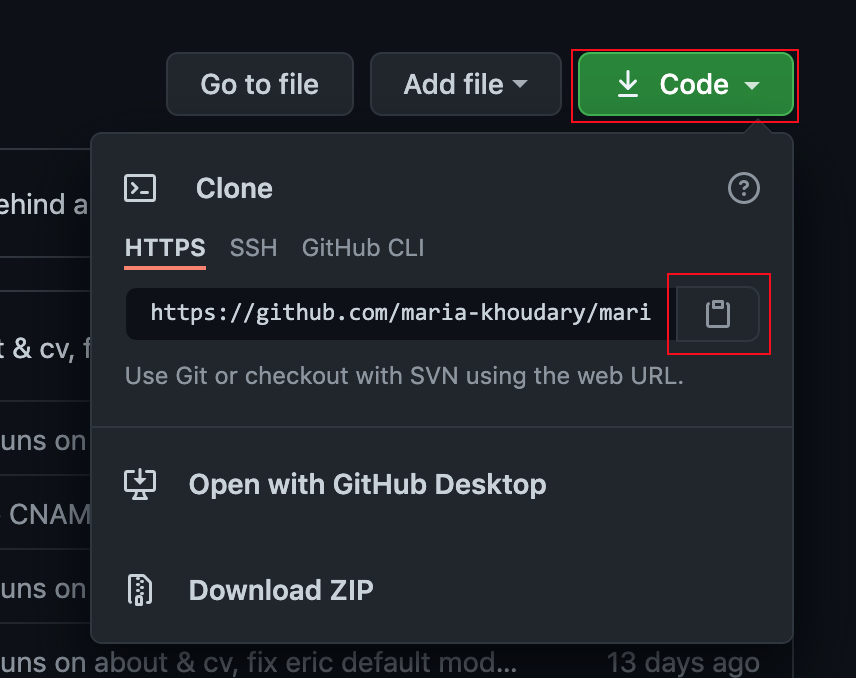 Go to file Add file Code
ehind a
Clone
HTTPS SSH GitHub CLI
https://github.com/maria-khoudary/mari
& cv, f
Use Git or checkout with SVN using the web URL.
uns on
Open with GitHub Desktop
CNAM
uns on
Download ZIP
uns on about & cv, fix eric default mod... 13 days ago